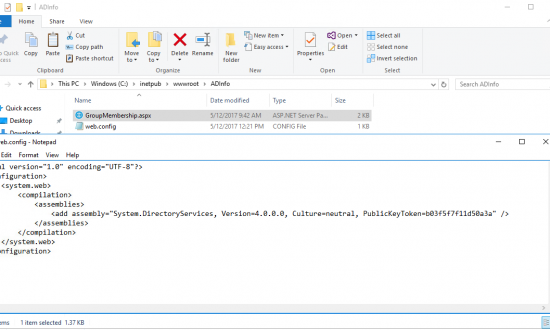 ADInfo
Home Share View
Cut
Copy path
Paste shortcut
Copy Paste
Move to Copy to Delete Rename
New folder
New item
Easy access
Properties
Open
Edit
History
Select all
Select none
Invert selection
Clipboard Organize New Open Select
This PC > Windows (C:) > inetpub > wwwroot > ADInfo
Search ADInfo
Quick access
Desktop
Downloads
Name Date modified Type Size
GroupMembership.aspx 5/12/2017 9:42 AM ASP.NET Server Pa... 2 KB
web.config 5/12/2017 12:21 PM CONFIG File 1 KB
web.config - Notepad
Edit Format View Help
version="1.0" encoding="UTF-8"?>
<system.web>
<compilation>
<assemblies>
<add assembly="System.DirectoryServices, Version=4.0.0.0, Culture=neutral, PublicKeyToken=b03f5f7f11d50a3a" />
</assemblies>
</compilation>
</system.web>
1 item selected 1.37 KB